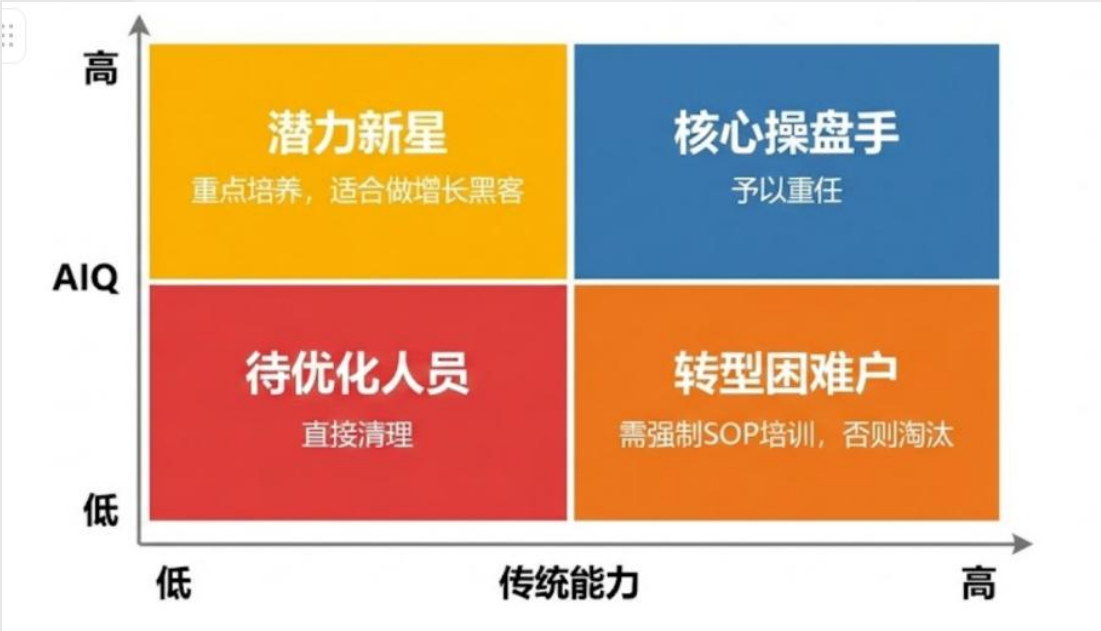 高
潜力新星
重点培养，适合做增长黑客
核心操盘手
予以重任
AIQ
待优化人员
直接清理
转型困难户
需强制SOP培训，否则淘汰
低
低
传统能力
高